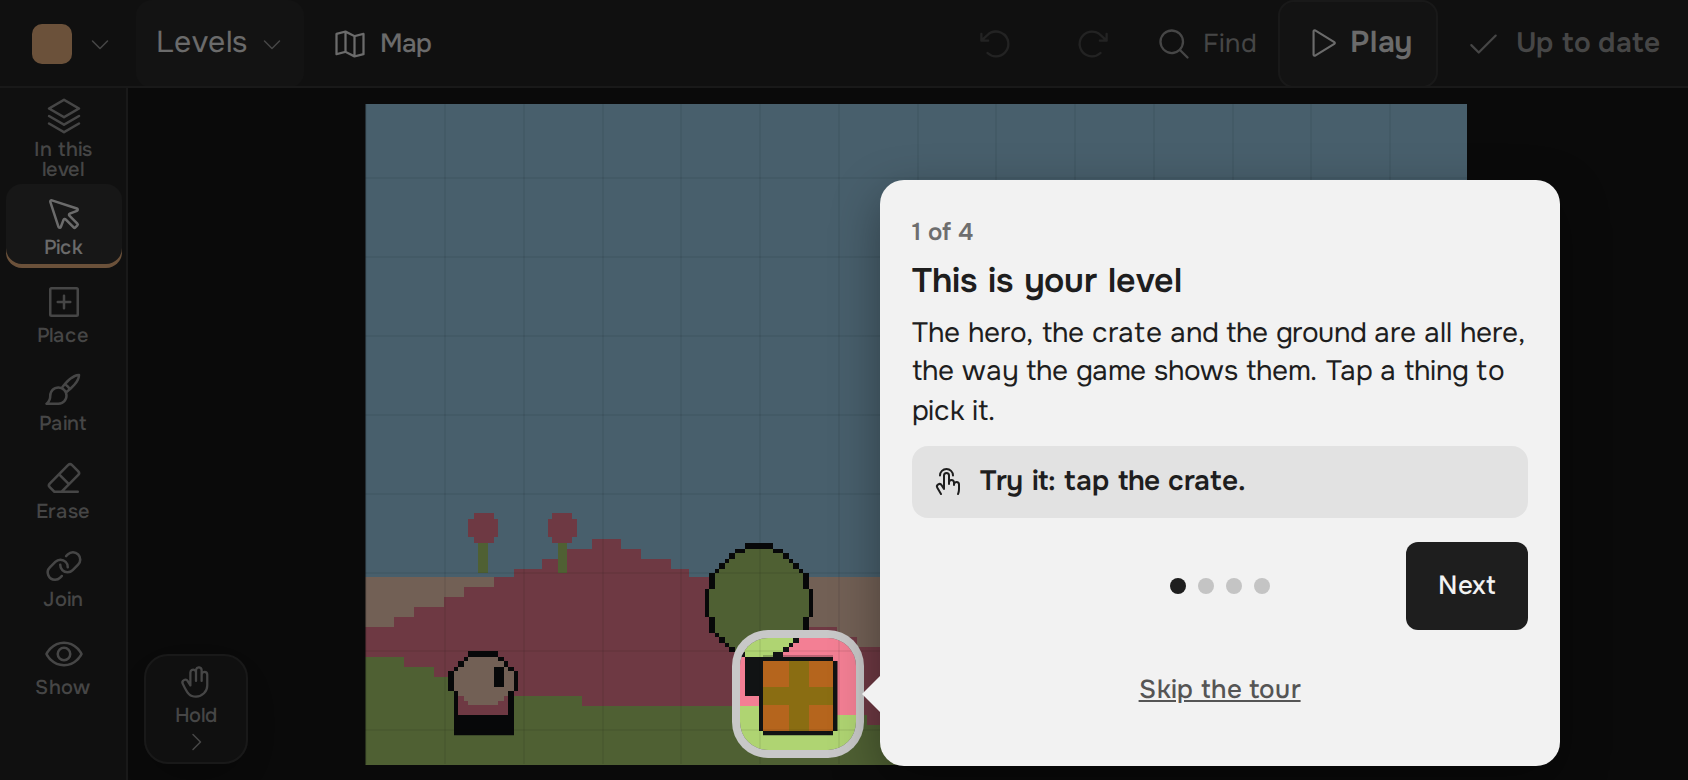 Levels
Map
Find
Play
Up to date
In this
level
Pick
Place
Paint
Erase
Join
Show
Hold
1 of 4
This is your level
The hero, the crate and the ground are all here,
the way the game shows them. Tap a thing to
pick it.
Try it: tap the crate.
Next
Skip the tour